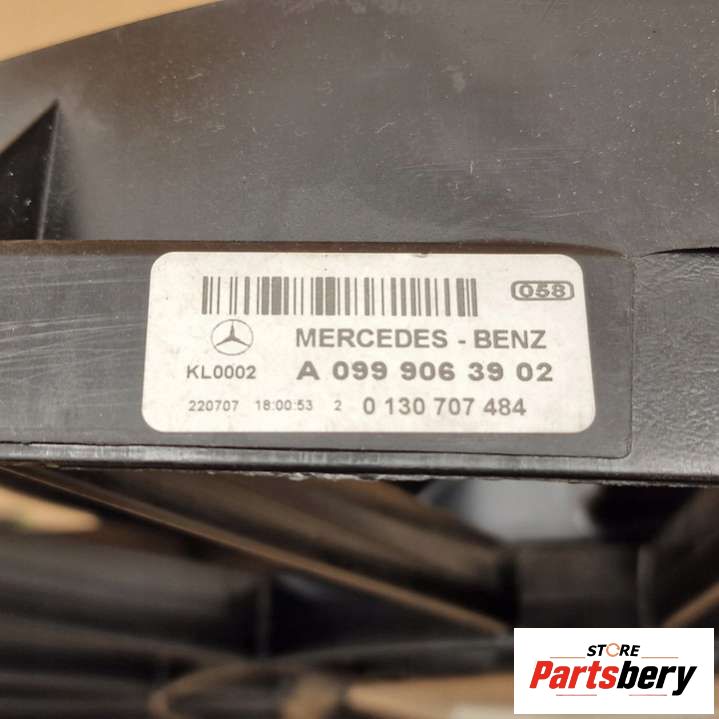 058
MERCEDES - BENZ
KL0002 A 099 906 39 02
220707 18:00:53 2 0 130 707 484
STORE
Partsbery